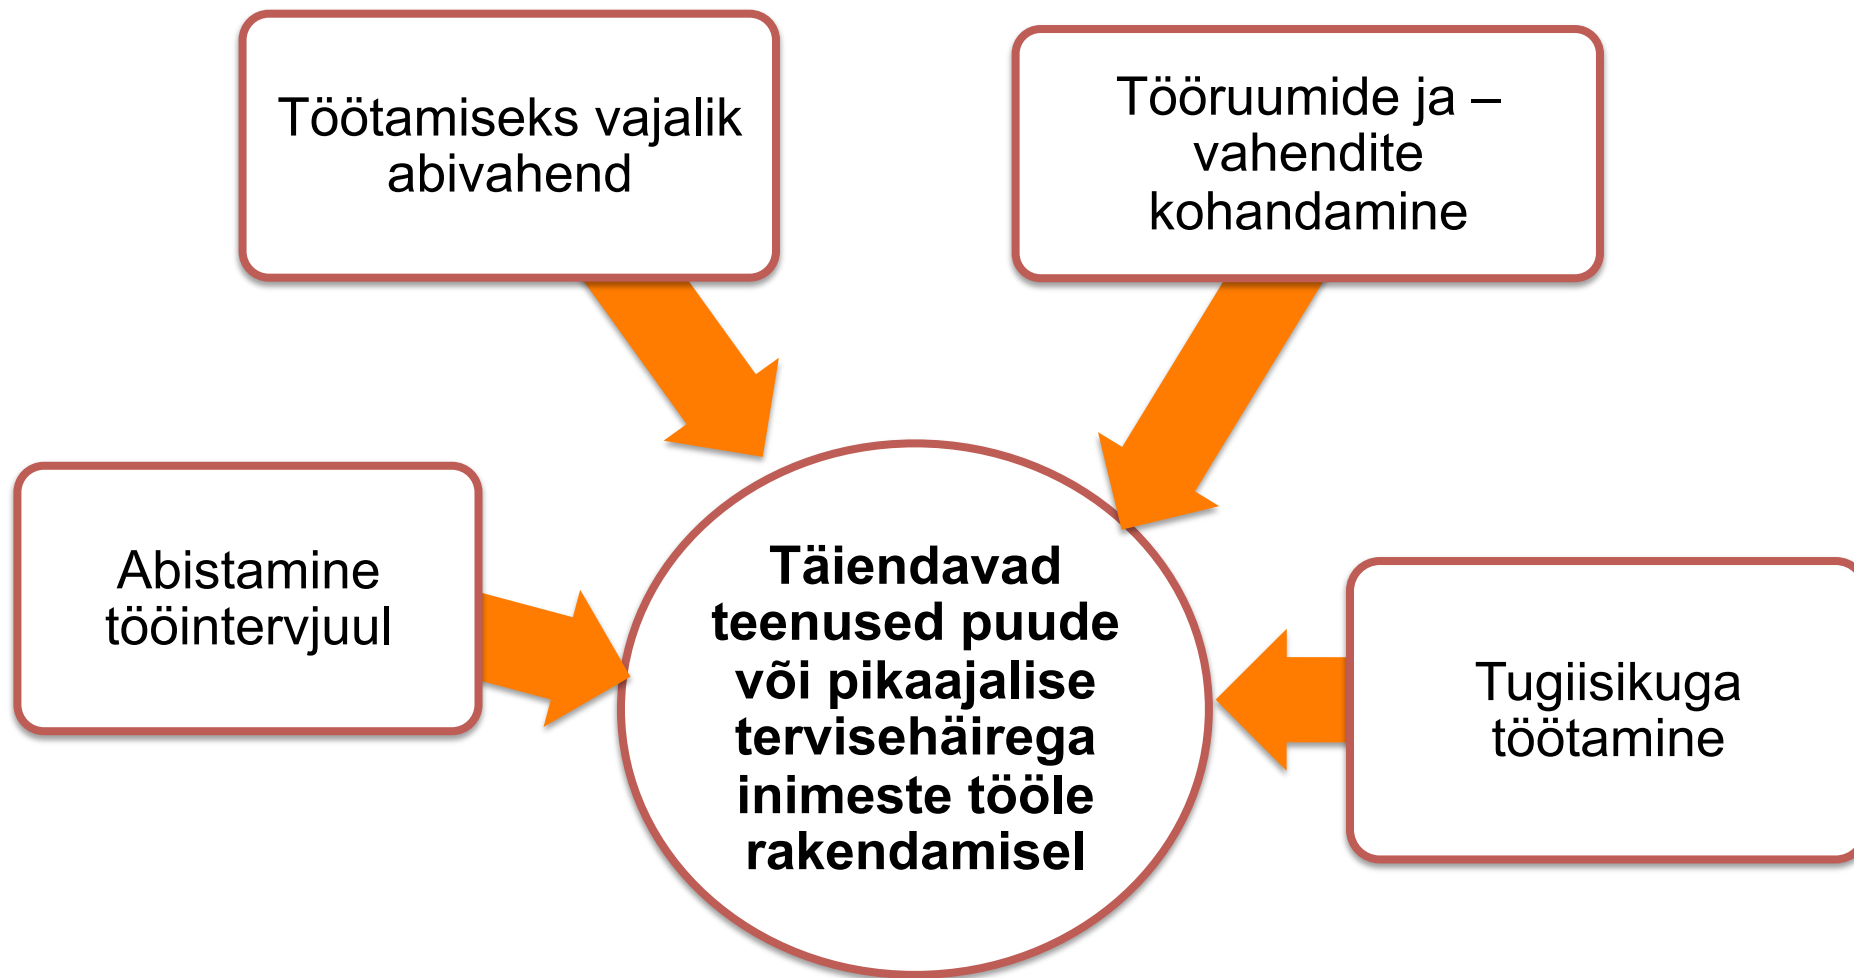 Töötamiseks vajalik
abivahend
Tööruumide ja –
vahendite
kohandamine
Abistamine
tööintervjuul
Täiendavad
teenused puude
või pikaajalise
tervisehäirega
inimeste tööle
rakendamisel
Tugiisikuga
töötamine